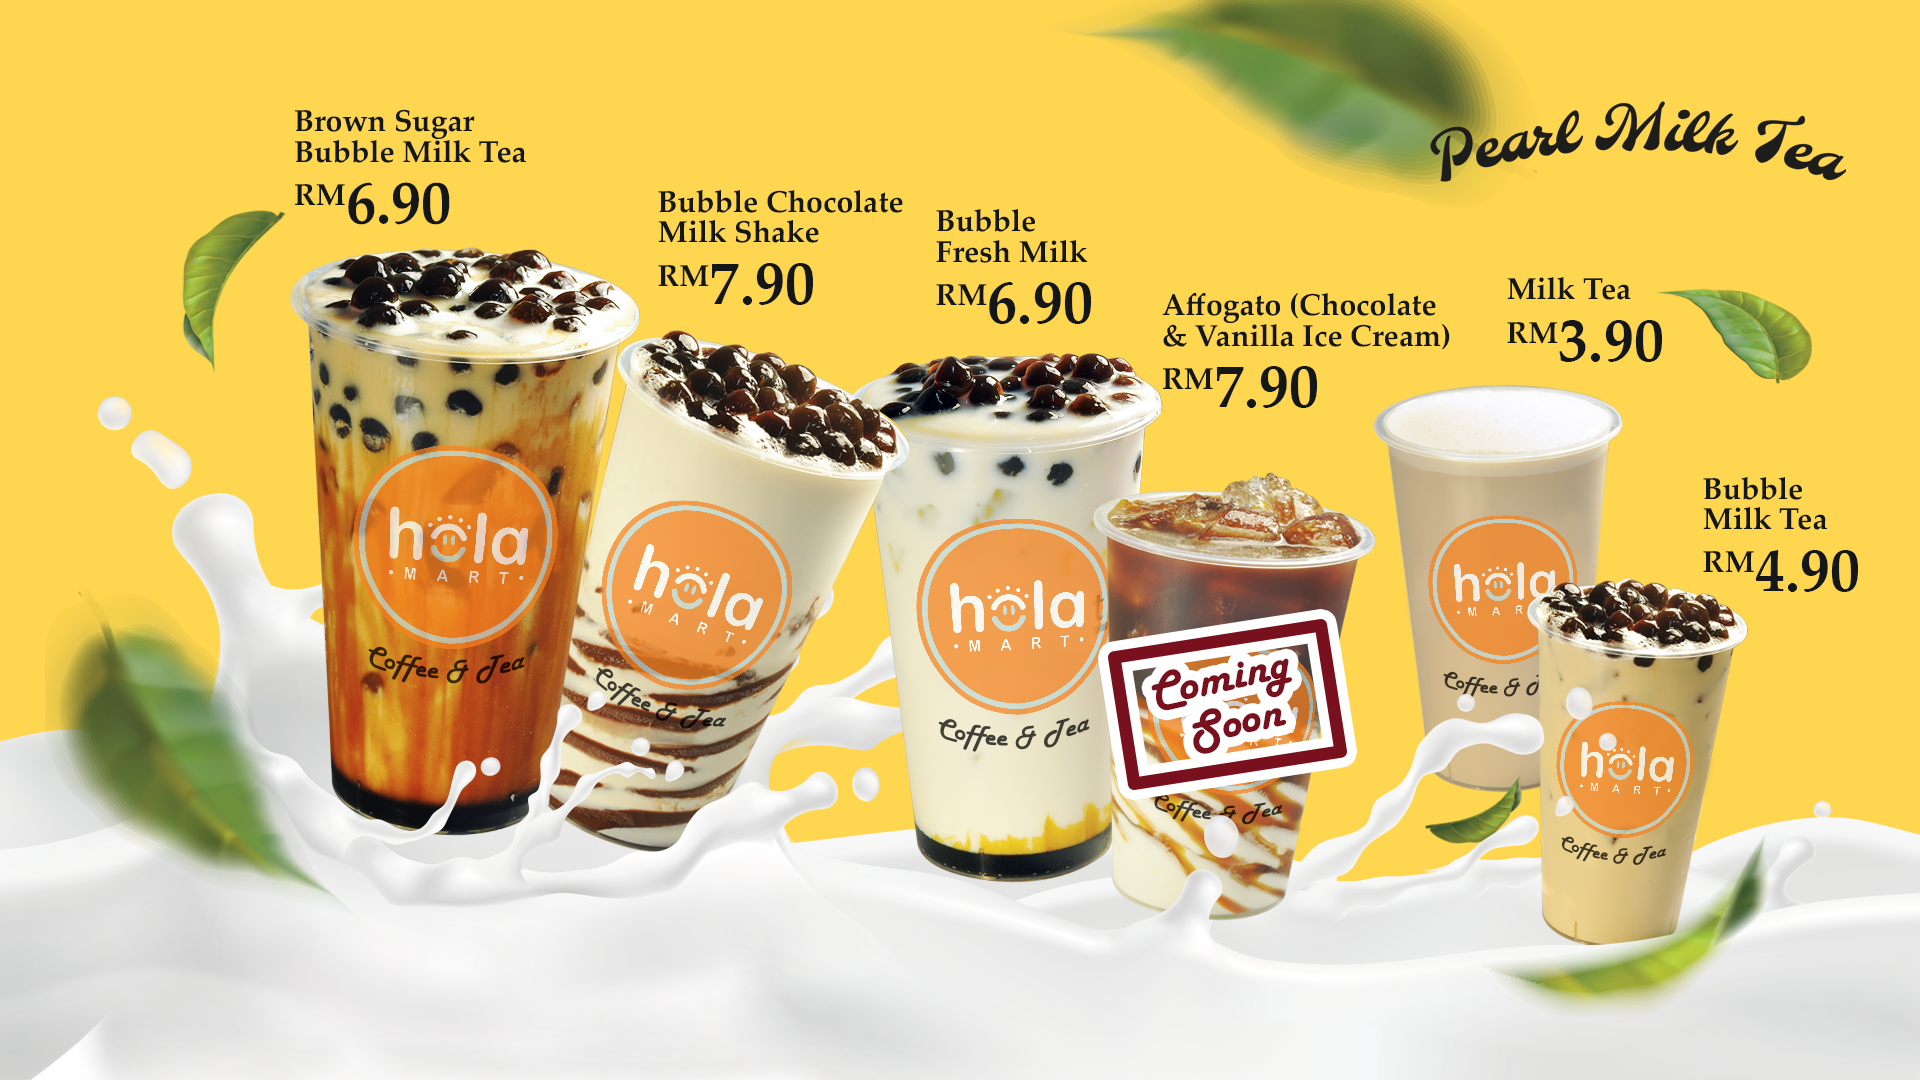 Pearl Milk Tea
Brown Sugar
Bubble Milk Tea
RM6.90
Bubble Chocolate
Milk Shake
RM7.90
Bubble
Fresh Milk
RM6.90
Affogato (Chocolate
& Vanilla Ice Cream)
RM7.90
Milk Tea
RM3.90
Bubble
Milk Tea
RM4.90
hola
• MART •
Coffee & Tea
hola
• MART •
Coffee & Tea
hola
• MART •
Coffee & Tea
Coming
Soon
Coffee & Tea
hola
Coffee &
hola
• MART •
Coffee & Tea